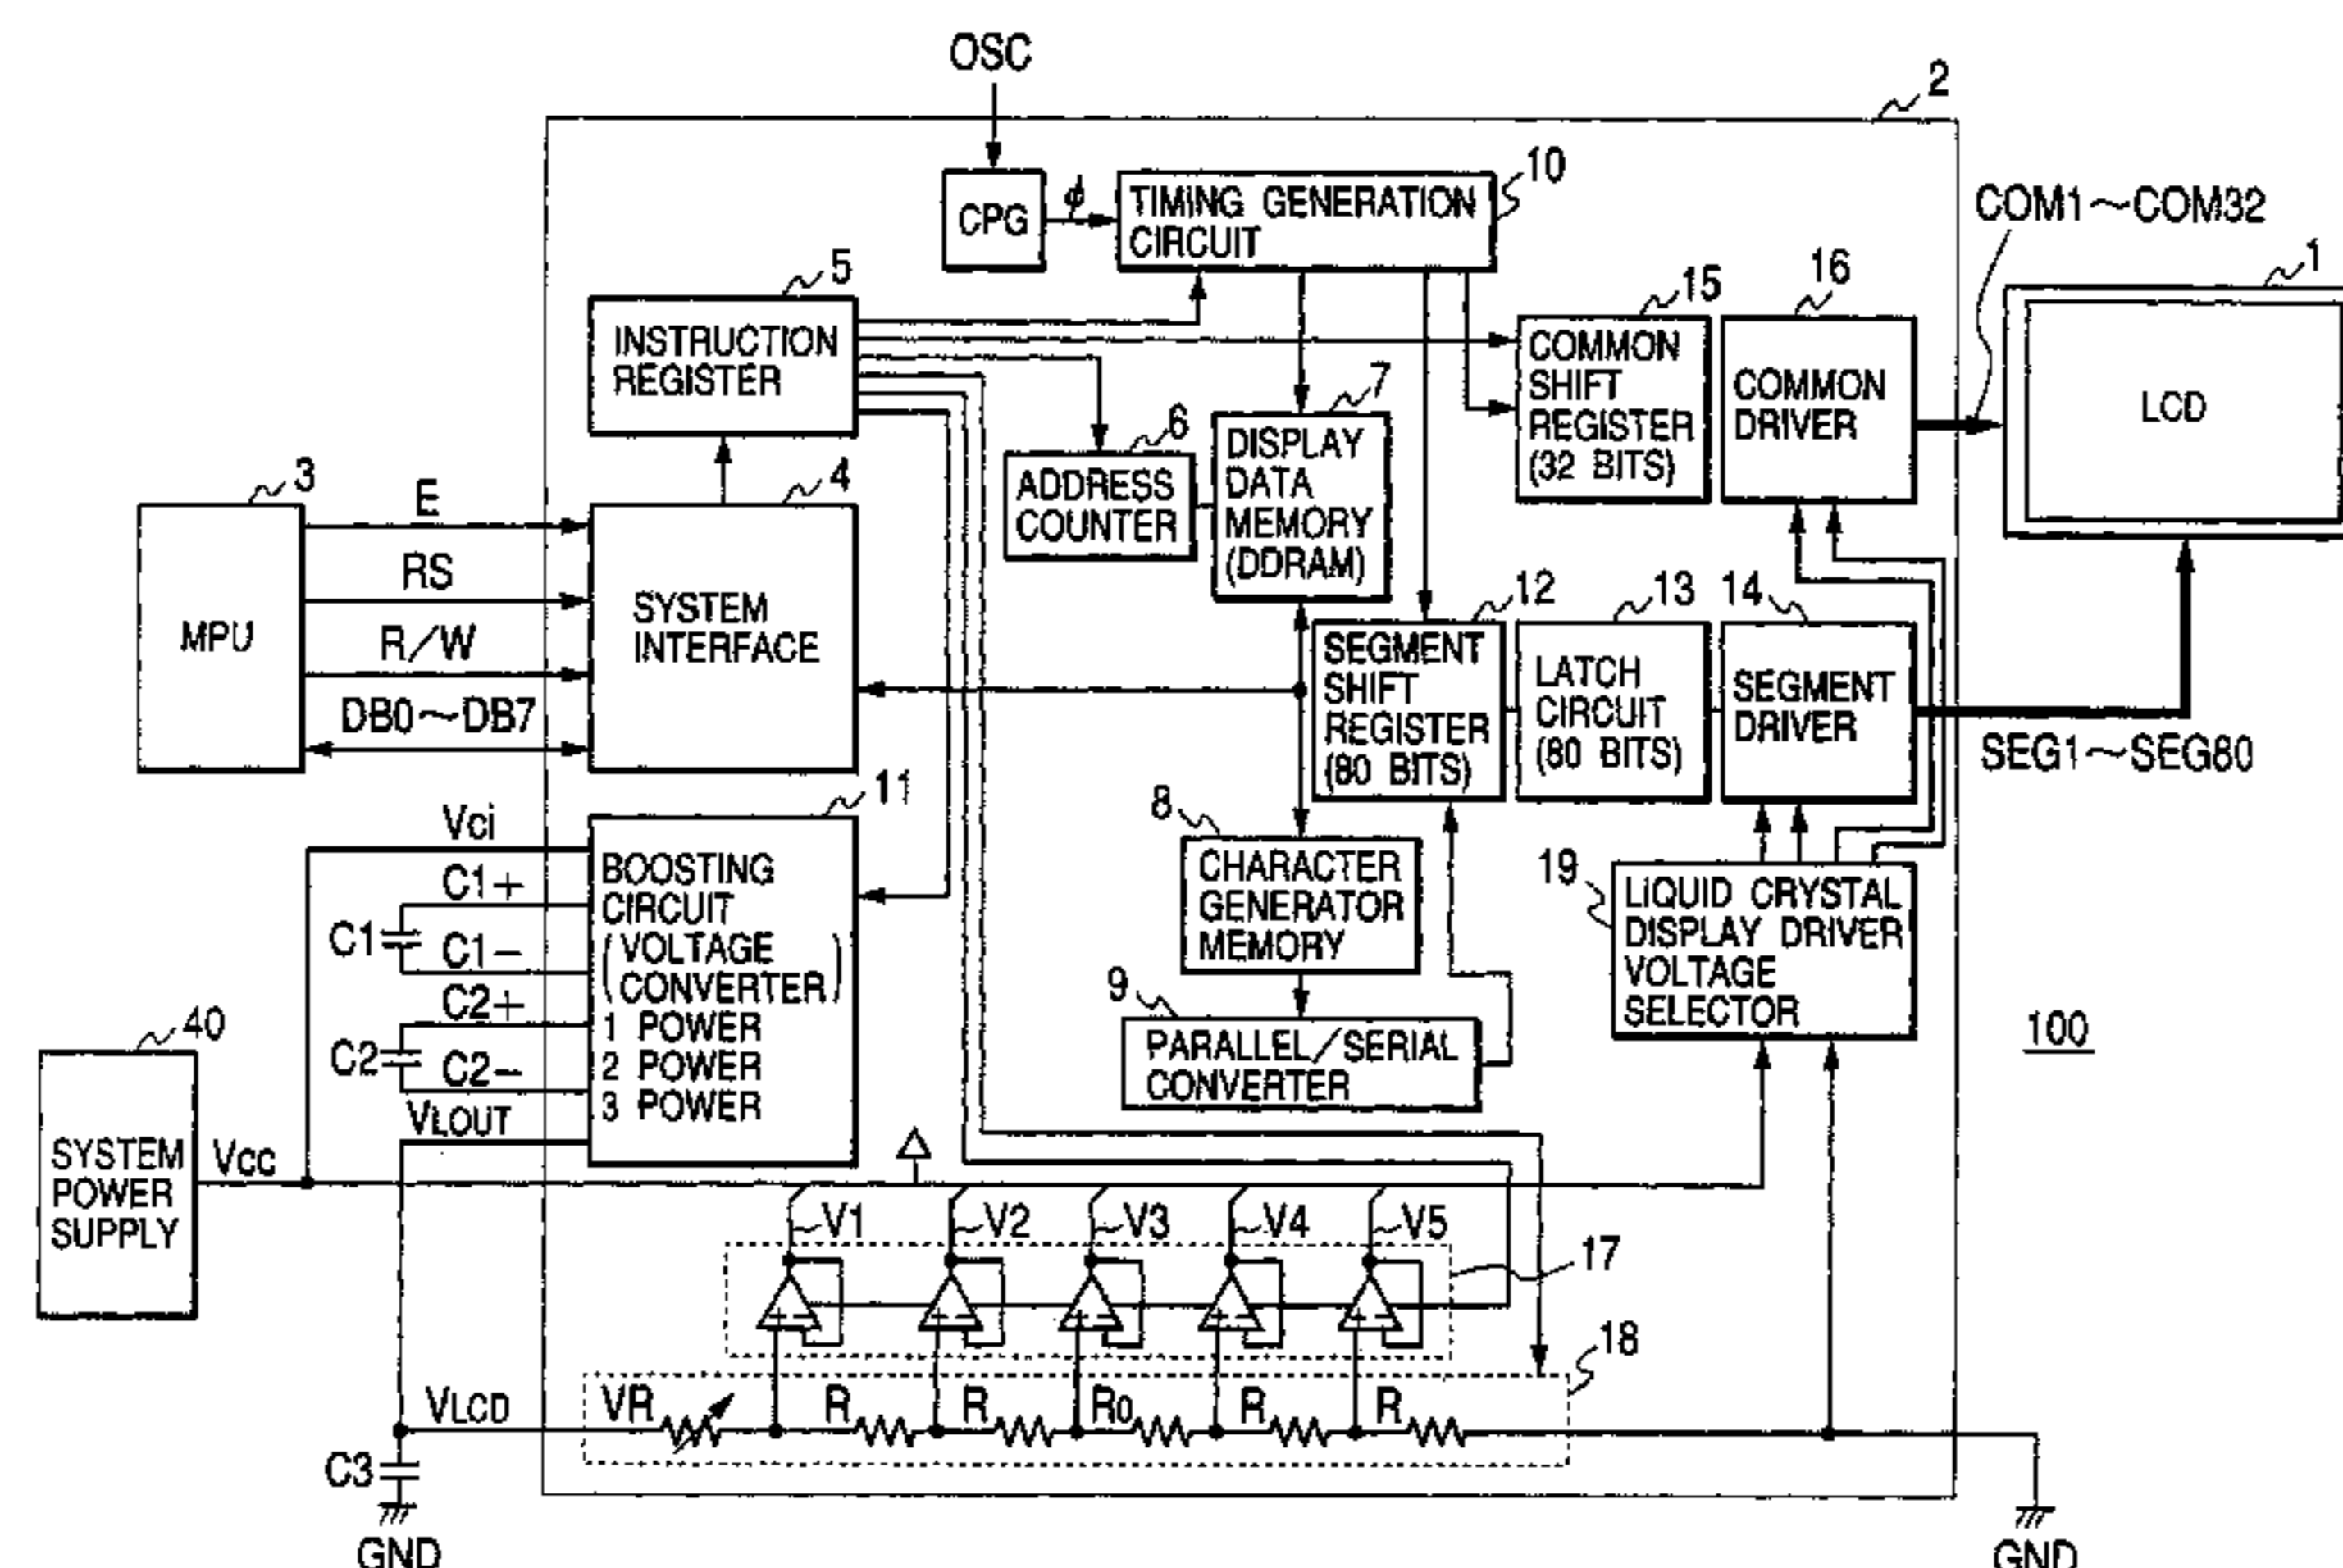 OSC
2
CPG
ϕ
TIMING GENERATION
CIRCUIT
10
COM1~COM32
5
INSTRUCTION
REGISTER
15
COMMON
SHIFT
REGISTER
(32 BITS)
16
COMMON
DRIVER
1
LCD
6
ADDRESS
COUNTER
7
DISPLAY
DATA
MEMORY
(DDRAM)
3
MPU
E
RS
R/W
DB0~DB7
4
SYSTEM
INTERFACE
12
SEGMENT
SHIFT
REGISTER
(80 BITS)
13
LATCH
CIRCUIT
(80 BITS)
14
SEGMENT
DRIVER
SEG1~SEG80
11
Vci
C1+
C1
C1-
C2+
C2
C2-
VLOUT
BOOSTING
CIRCUIT
(VOLTAGE
CONVERTER)
1 POWER
2 POWER
3 POWER
8
CHARACTER
GENERATOR
MEMORY
9
PARALLEL/SERIAL
CONVERTER
19
LIQUID CRYSTAL
DISPLAY DRIVER
VOLTAGE
SELECTOR
100
40
SYSTEM
POWER
SUPPLY
Vcc
V1
V2
V3
V4
V5
17
+ -
+ -
+ -
+ -
+ -
18
VLCD
VR
R
R
R0
R
R
C3
GND
GND